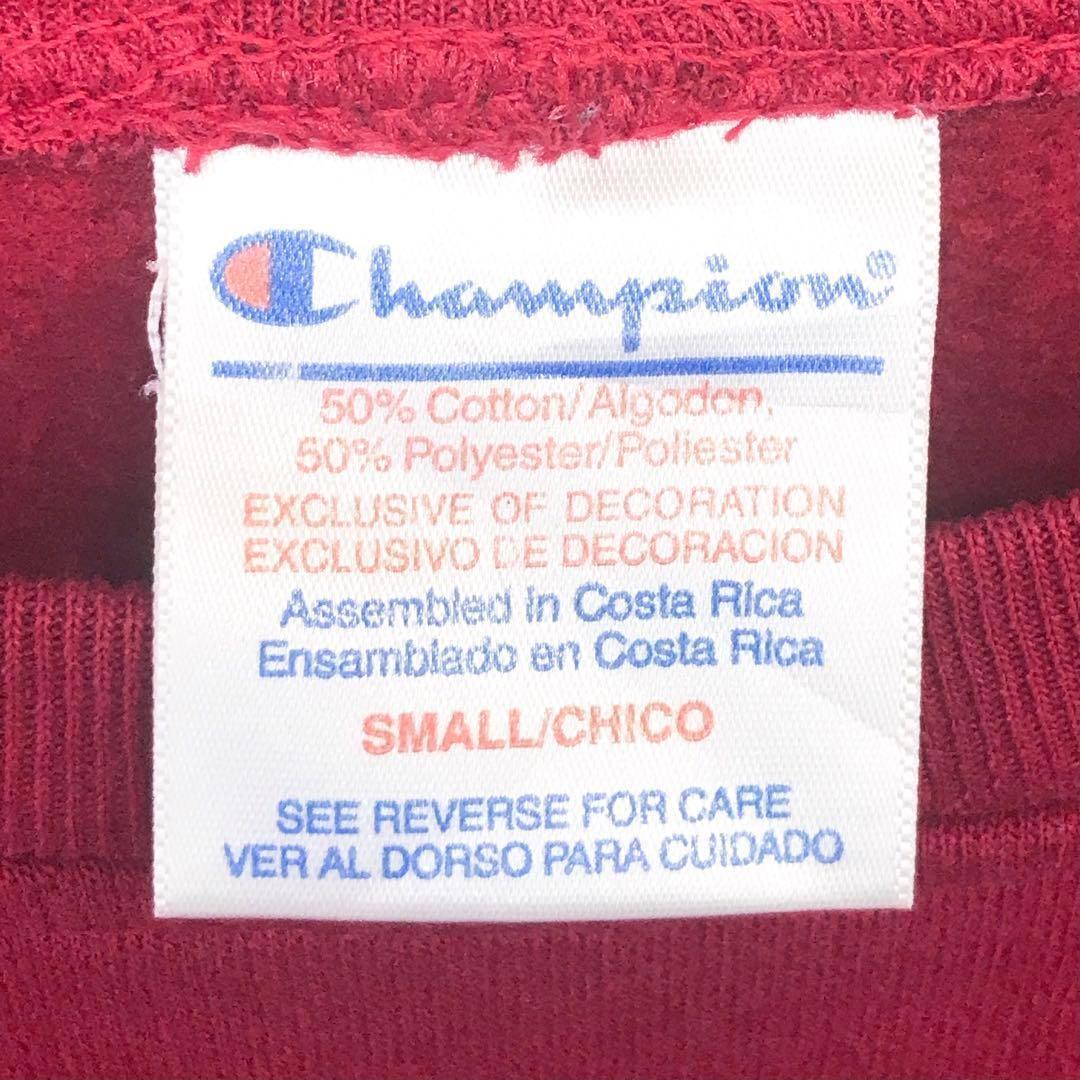 Champion®
50% Cotton/Algodon,
50% Polyester/Poliester
EXCLUSIVE OF DECORATION
EXCLUSIVO DE DECORACION
Assembled in Costa Rica
Ensamblado en Costa Rica
SMALL/CHICO
SEE REVERSE FOR CARE
VER AL DORSO PARA CUIDADO